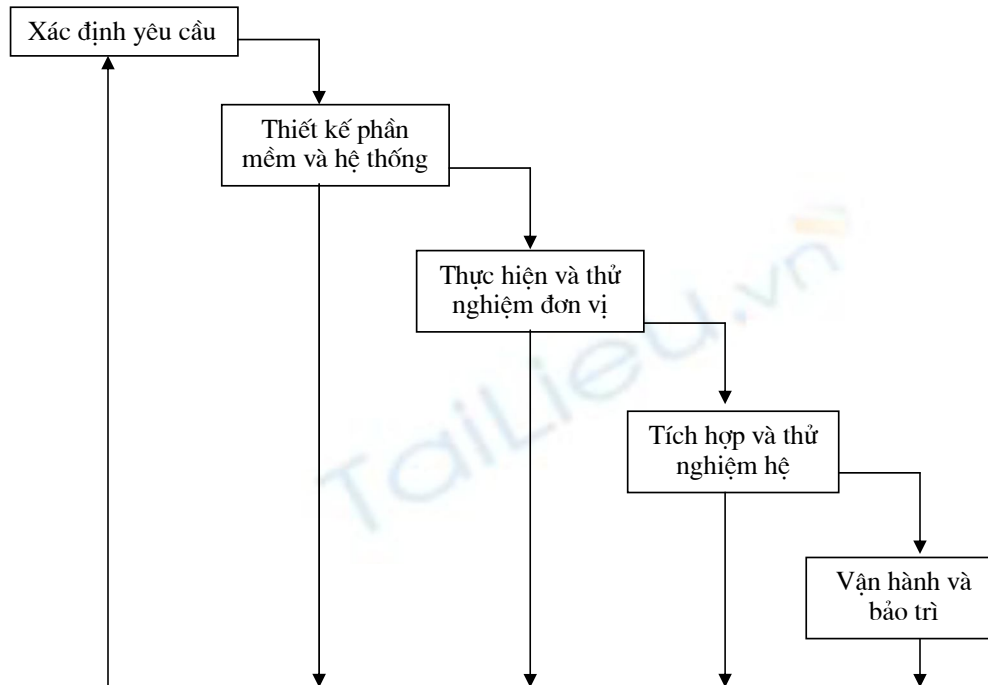 Xác định yêu cầu
Thiết kế phần
mềm và hệ thống
Thực hiện và thử
nghiệm đơn vị
TaiLieu.vn
Tích hợp và thử
nghiệm hệ
Vận hành và
bảo trì